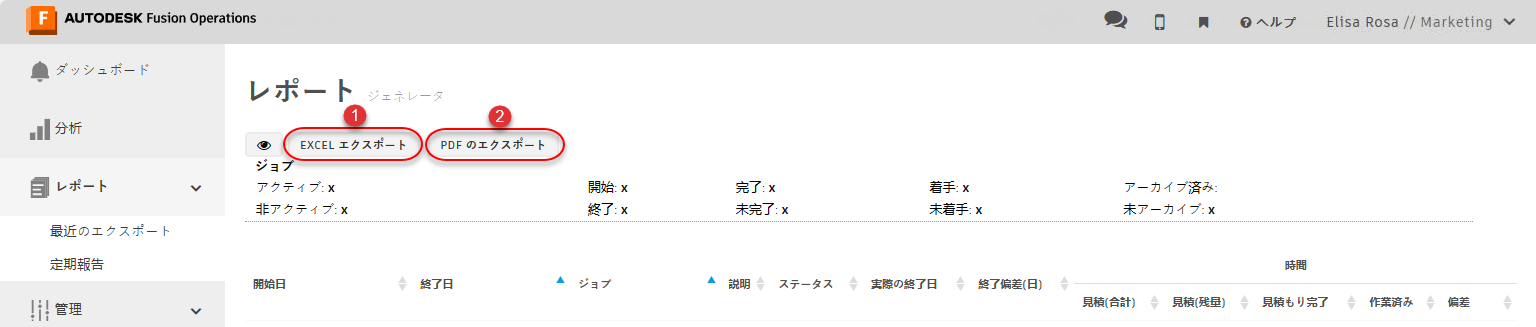 F AUTODESK Fusion Operations
ヘルプ Elisa Rosa // Marketing
ダッシュボード
分析
レポート
最近のエクスポート
定期報告
管理
レポート ジェネレータ
1 2
EXCEL エクスポート PDF のエクスポート
ジョブ
アクティブ: x 開始: x 完了: x 着手: x アーカイブ済み:
非アクティブ: x 終了: x 未完了: x 未着手: x 未アーカイブ: x
時間
開始日 終了日 ジョブ 説明 ステータス 実際の終了日 終了偏差(日)
見積(合計) 見積(残量) 見積もり完了 作業済み 偏差